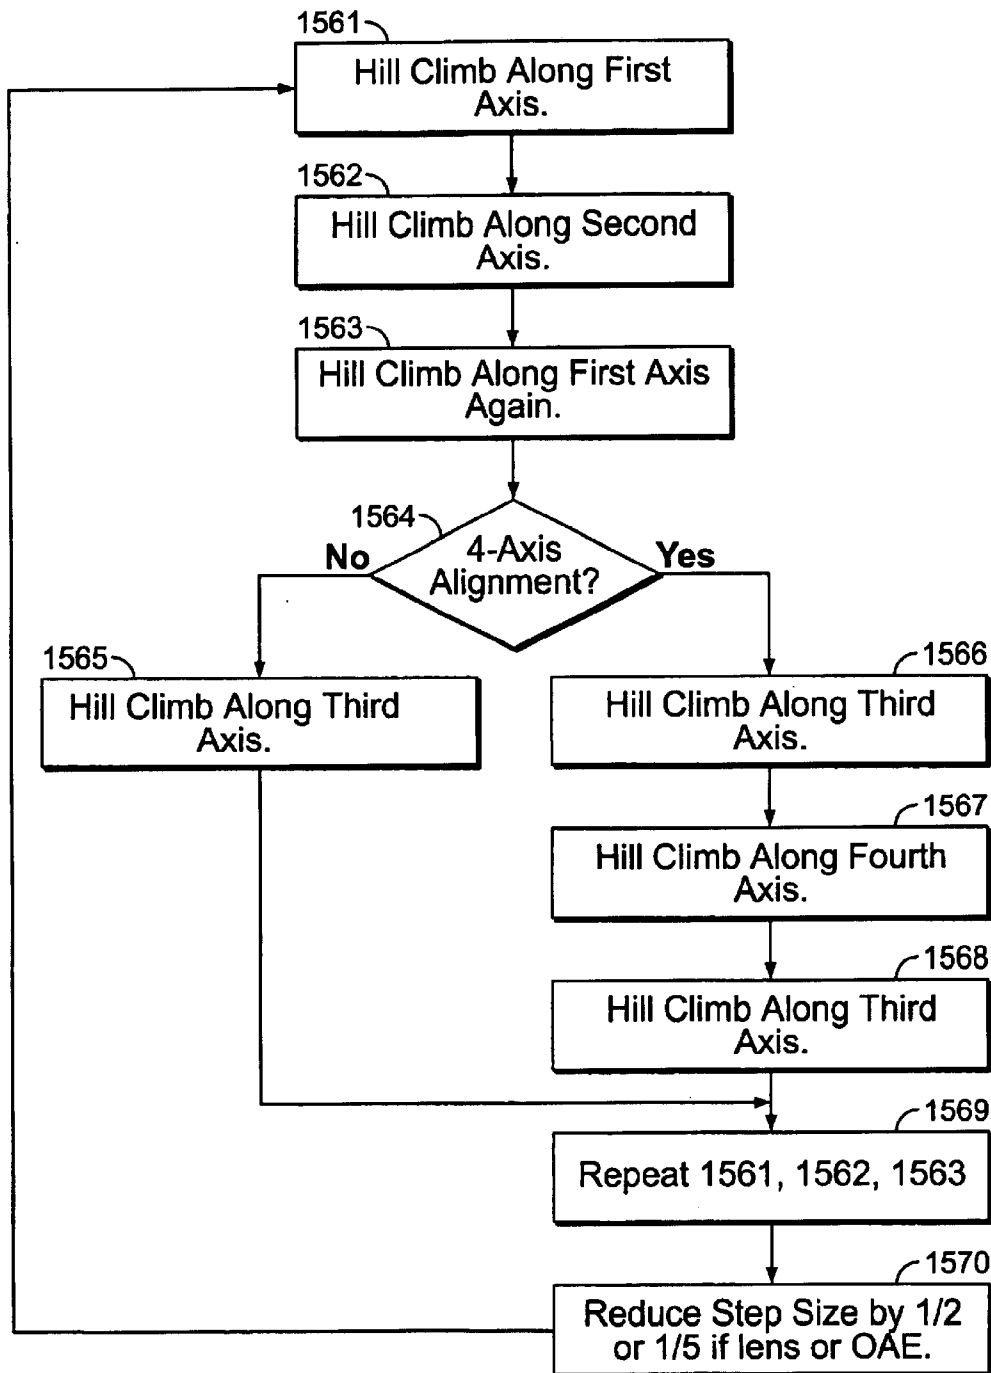 1561
Hill Climb Along First
Axis.
1562
Hill Climb Along Second
Axis.
1563
Hill Climb Along First Axis
Again.
1564
No
4-Axis
Alignment?
Yes
1565
Hill Climb Along Third
Axis.
1566
Hill Climb Along Third
Axis.
1567
Hill Climb Along Fourth
Axis.
1568
Hill Climb Along Third
Axis.
1569
Repeat 1561, 1562, 1563
1570
Reduce Step Size by 1/2
or 1/5 if lens or OAE.